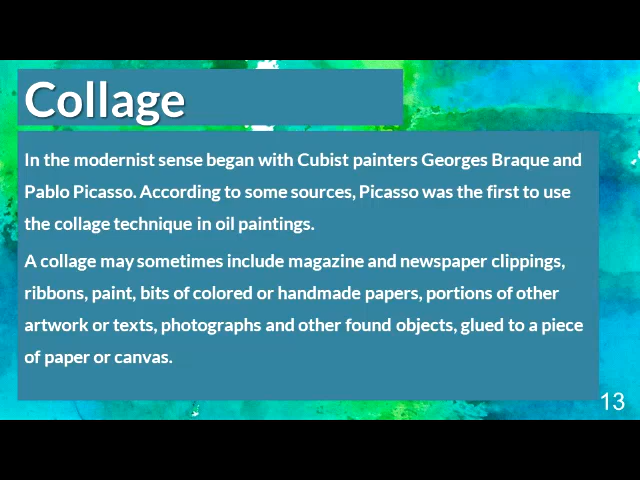 Collage
In the modernist sense began with Cubist painters Georges Braque and
Pablo Picasso. According to some sources, Picasso was the first to use
the collage technique in oil paintings.
A collage may sometimes include magazine and newspaper clippings,
ribbons, paint, bits of colored or handmade papers, portions of other
artwork or texts, photographs and other found objects, glued to a piece
of paper or canvas.
13